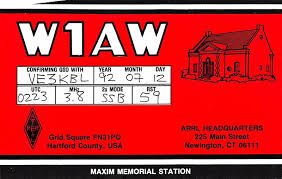 W1AW
CONFIRMING QSO WITH YEAR MONTH DAY
VE3KBL 92 07 12
UTC MHz 2x MODE RST
0223 3.8 SSB 59
Grid Square FN31PQ
Hartford County, USA
ARRL HEADQUARTERS
225 Main Street
Newington, CT 06111
MAXIM MEMORIAL STATION